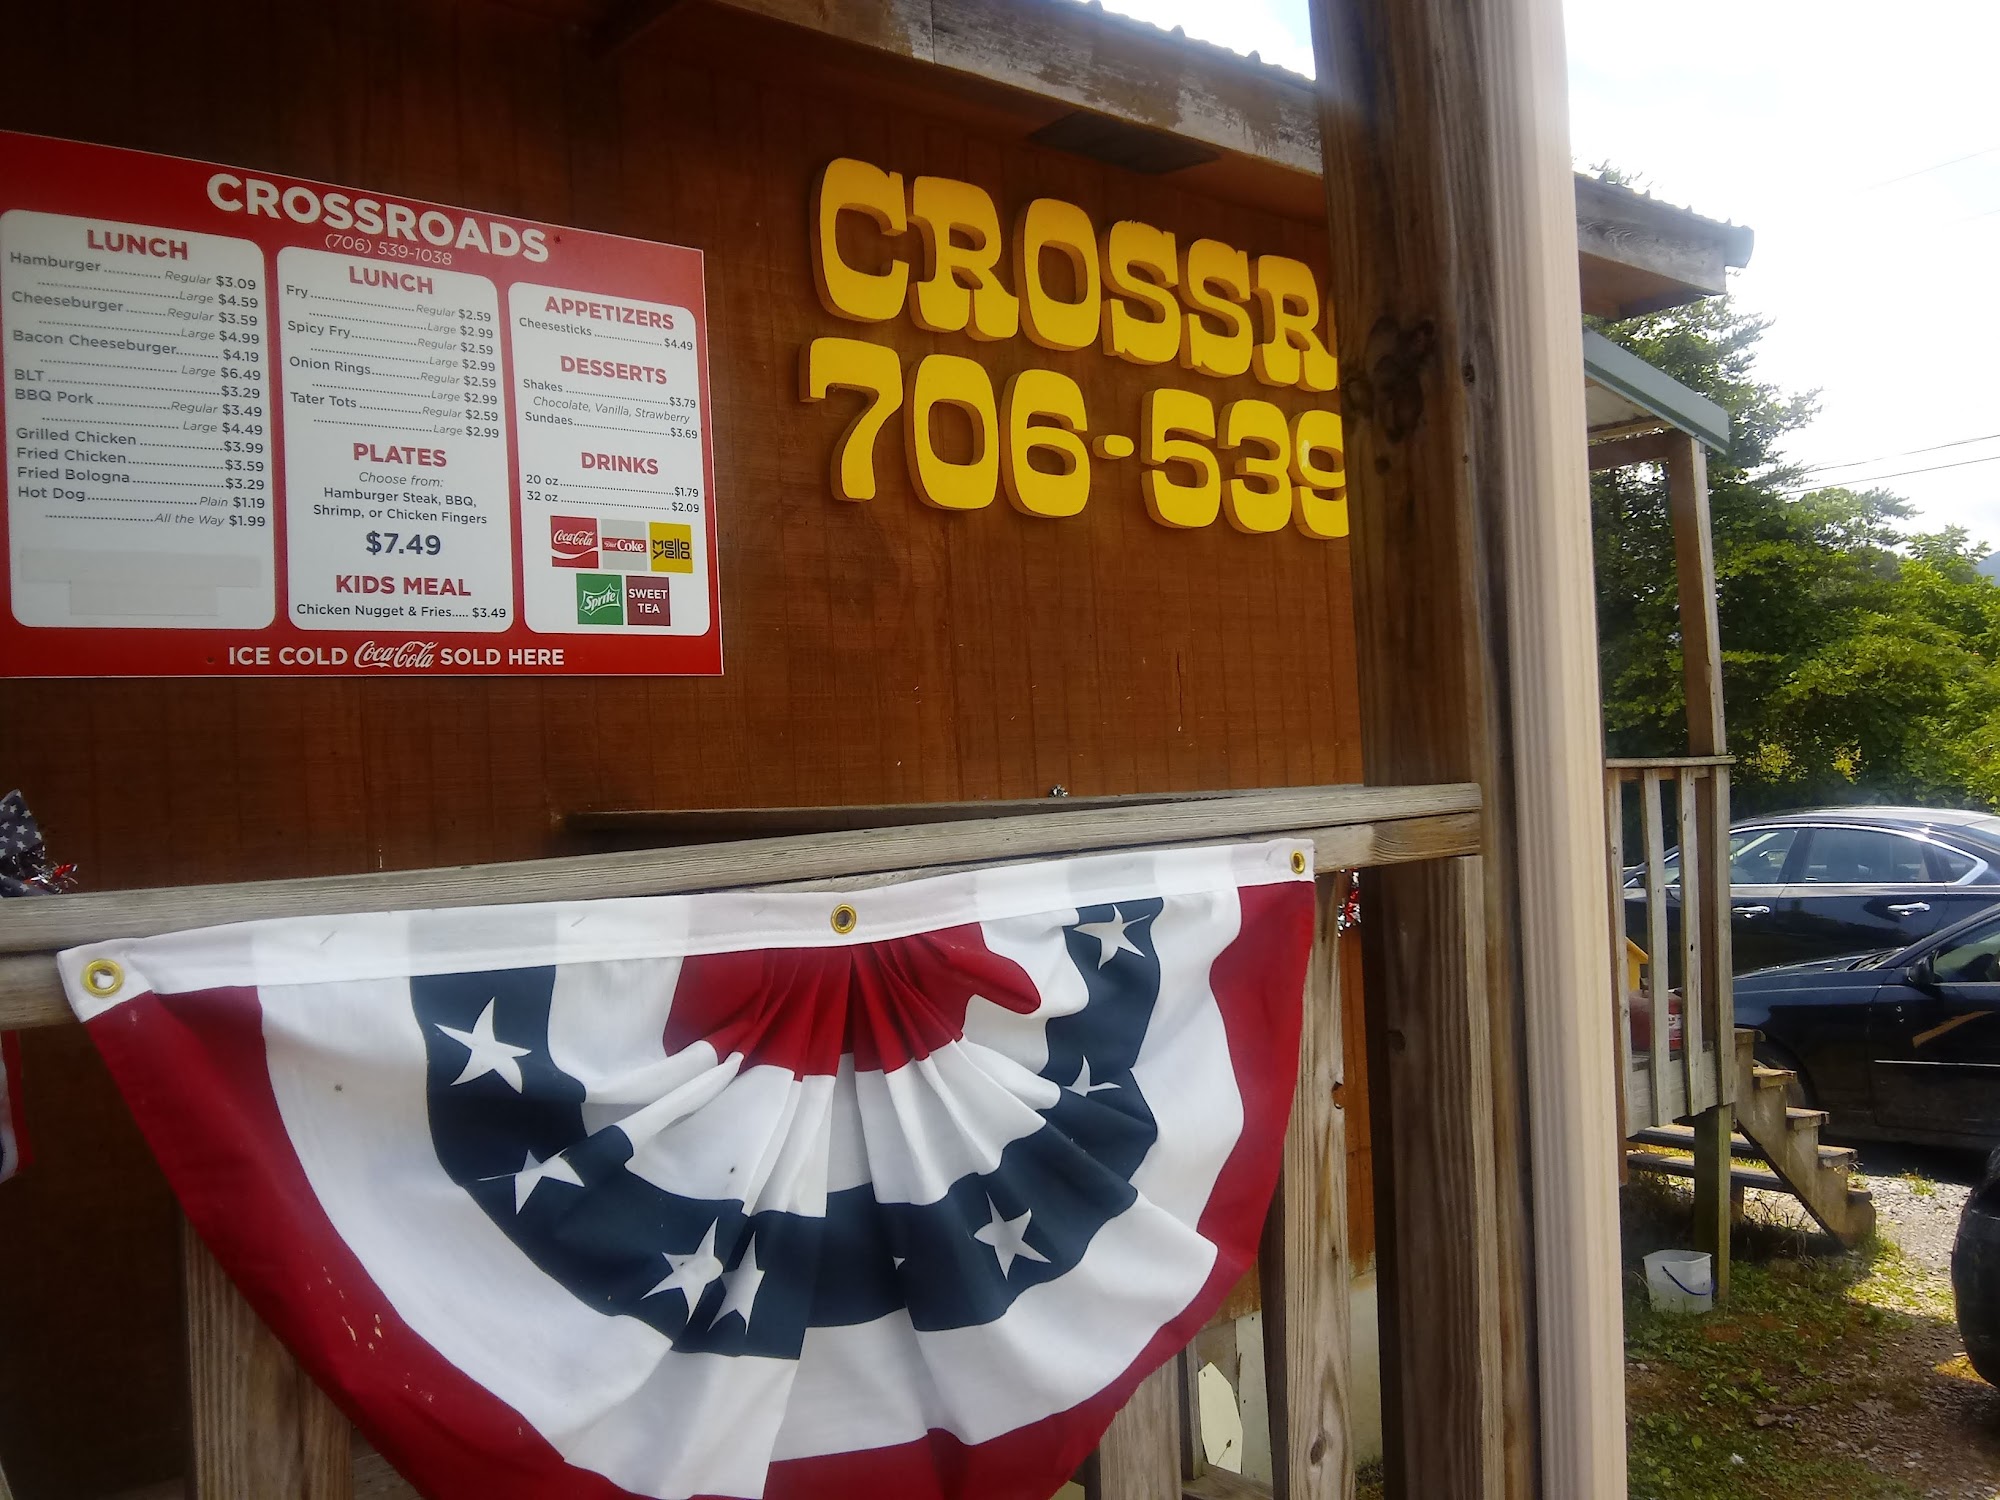 CROSSROADS
(706) 539-1038
LUNCH
Hamburger .............. Regular $3.09
Large $4.59
Cheeseburger .......... Regular $3.59
Large $4.99
Bacon Cheeseburger.......... $4.19
Large $6.49
BLT .......... $3.29
BBQ Pork .......... Regular $3.49
Large $4.49
Grilled Chicken .......... $3.99
Fried Chicken .......... $3.59
Fried Bologna .......... $3.29
Hot Dog .......... Plain $1.19
All the Way $1.99
LUNCH
Fry .......... Regular $2.59
Large $2.99
Spicy Fry .......... Regular $2.59
Large $2.99
Onion Rings .......... Regular $2.59
Large $2.99
Tater Tots .......... Regular $2.59
Large $2.99
PLATES
Choose from:
Hamburger Steak, BBQ,
Shrimp, or Chicken Fingers
$7.49
KIDS MEAL
Chicken Nugget & Fries..... $3.49
APPETIZERS
Cheesesticks .......... $4.49
DESSERTS
Shakes .......... $3.79
Chocolate, Vanilla, Strawberry
Sundaes .......... $3.69
DRINKS
20 oz .......... $1.79
32 oz .......... $2.09
Coca-Cola
Diet Coke
Mello Yello
Sprite
SWEET
TEA
ICE COLD Coca-Cola SOLD HERE
CROSSR
706-539